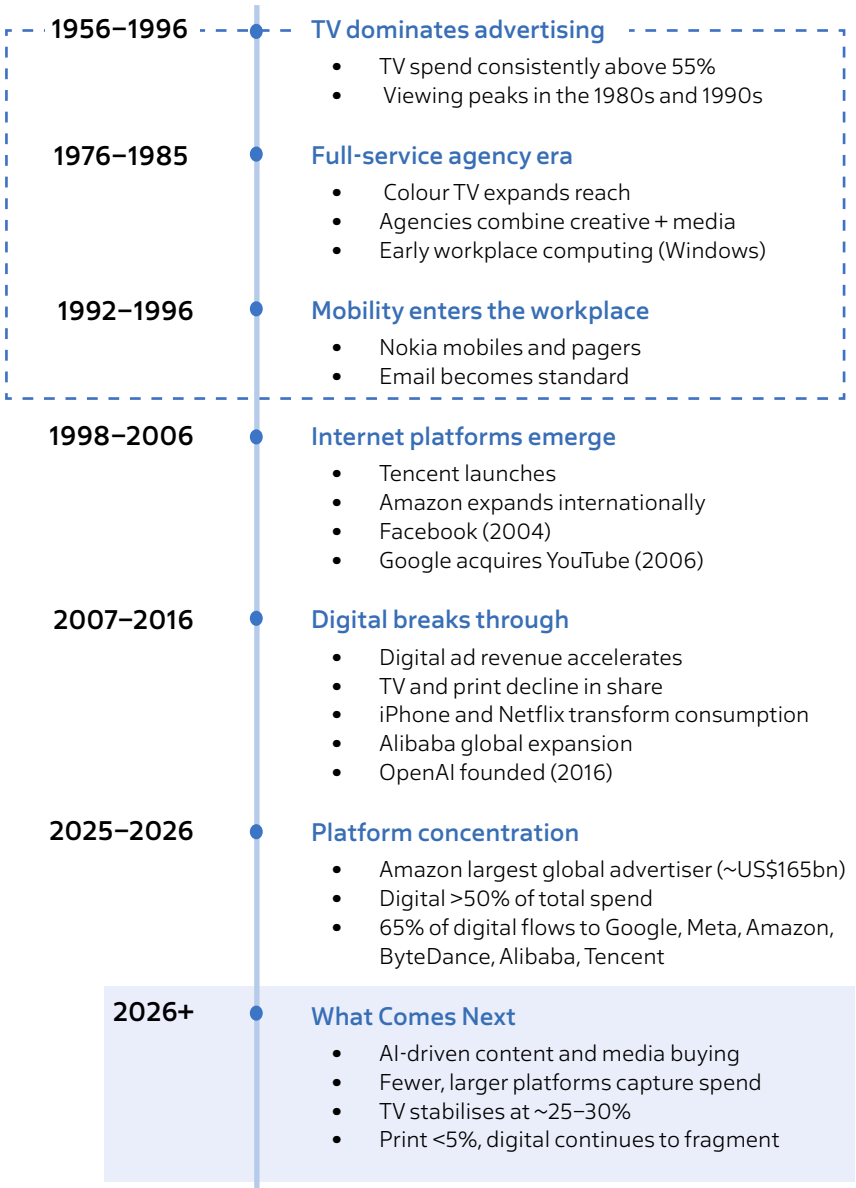 1956–1996 TV dominates advertising
• TV spend consistently above 55%
• Viewing peaks in the 1980s and 1990s
1976–1985 Full-service agency era
• Colour TV expands reach
• Agencies combine creative + media
• Early workplace computing (Windows)
1992–1996 Mobility enters the workplace
• Nokia mobiles and pagers
• Email becomes standard
1998–2006 Internet platforms emerge
• Tencent launches
• Amazon expands internationally
• Facebook (2004)
• Google acquires YouTube (2006)
2007–2016 Digital breaks through
• Digital ad revenue accelerates
• TV and print decline in share
• iPhone and Netflix transform consumption
• Alibaba global expansion
• OpenAI founded (2016)
2025–2026 Platform concentration
• Amazon largest global advertiser (~US$165bn)
• Digital >50% of total spend
• 65% of digital flows to Google, Meta, Amazon,
ByteDance, Alibaba, Tencent
2026+ What Comes Next
• AI-driven content and media buying
• Fewer, larger platforms capture spend
• TV stabilises at ~25–30%
• Print <5%, digital continues to fragment